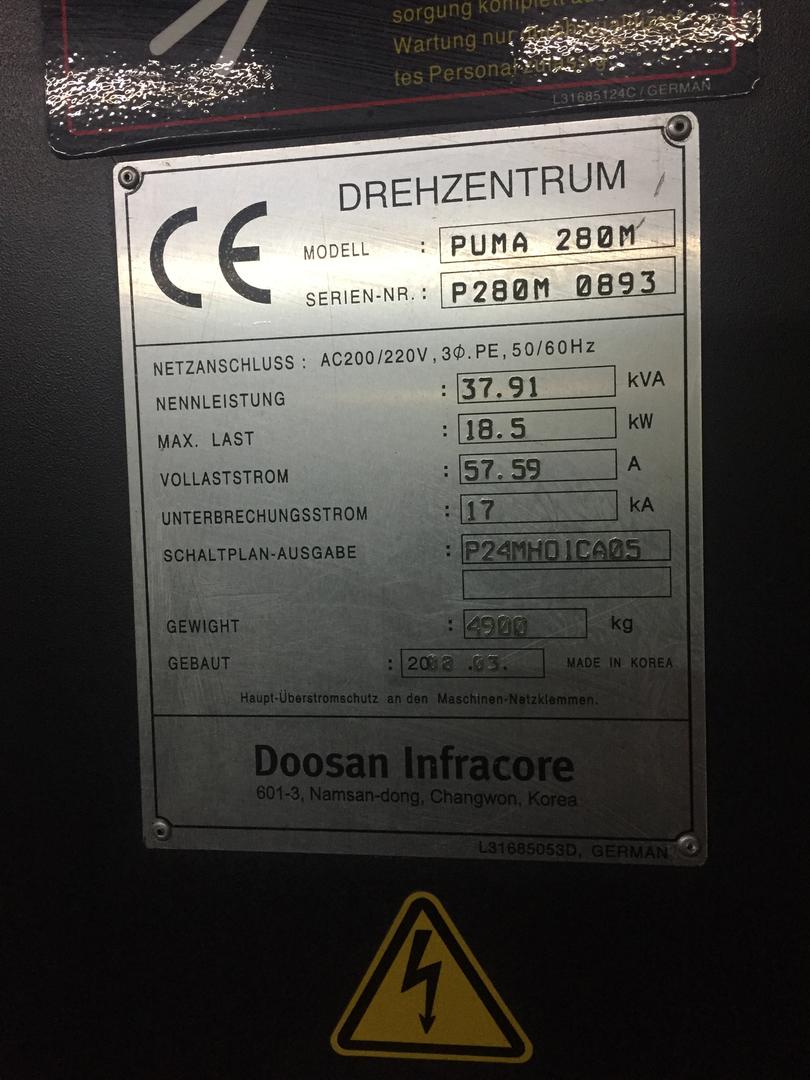 sorgung komplett
Wartung nur
tes Personal
L31685124C / GERMAN
CE
DREHZENTRUM
MODELL : PUMA 280M
SERIEN-NR. : P280M 0893
NETZANSCHLUSS : AC200/220V, 3Φ.PE, 50/60Hz
NENNLEISTUNG : 37.91 kVA
MAX. LAST : 18.5 kW
VOLLASTSTROM : 57.59 A
UNTERBRECHUNGSSTROM : 17 kA
SCHALTPLAN-AUSGABE : P24MH01CA05
GEWIGHT : 4900 kg
GEBAUT : 2008 .03. MADE IN KOREA
Haupt-Überstromschutz an den Maschinen-Netzklemmen.
Doosan Infracore
601-3, Namsan-dong, Changwon, Korea
L31685053D, GERMAN